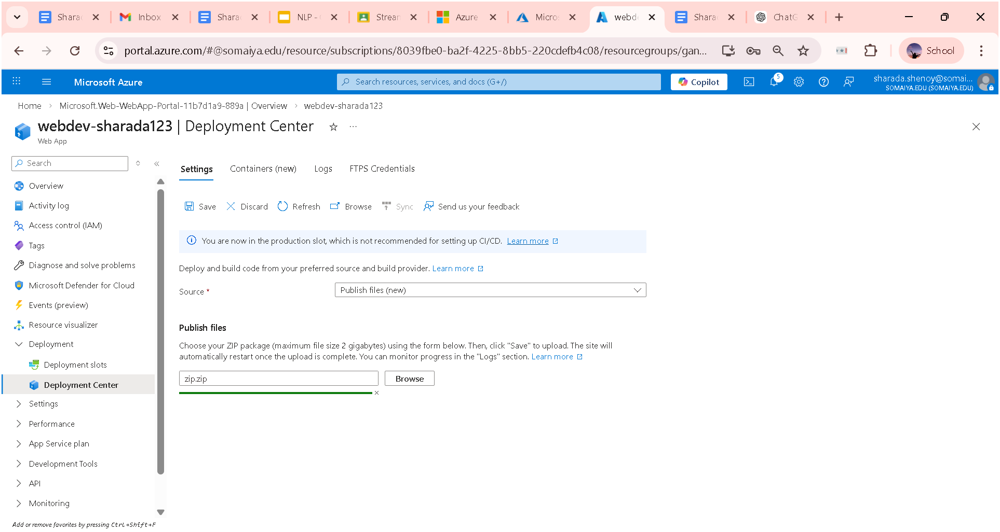 Shara
Inbox
Shara
NLP -
Strear
Azure
Micro
webd
Shara
ChatG
portal.azure.com/#@somaiya.edu/resource/subscriptions/8039fbe0-ba2f-4225-8bb5-220cdefb4c08/resourcegroups/gan...
School
Microsoft Azure
Search resources, services, and docs (G+/)
Copilot
5
sharada.shenoy@somai...
SOMAIYA.EDU (SOMAIYA.EDU)
Home > Microsoft.Web-WebApp-Portal-11b7d1a9-889a | Overview > webdev-sharada123
webdev-sharada123 | Deployment Center
Web App
Search
Overview
Activity log
Access control (IAM)
Tags
Diagnose and solve problems
Microsoft Defender for Cloud
Events (preview)
Resource visualizer
Deployment
Deployment slots
Deployment Center
Settings
Performance
App Service plan
Development Tools
API
Monitoring
Add or remove favorites by pressing Ctrl+Shift+F
Settings Containers (new) Logs FTPS Credentials
Save Discard Refresh Browse Sync Send us your feedback
You are now in the production slot, which is not recommended for setting up CI/CD. Learn more
Deploy and build code from your preferred source and build provider. Learn more
Source *
Publish files (new)
Publish files
Choose your ZIP package (maximum file size 2 gigabytes) using the form below. Then, click "Save" to upload. The site will
automatically restart once the upload is complete. You can monitor progress in the "Logs" section. Learn more
zip.zip
Browse